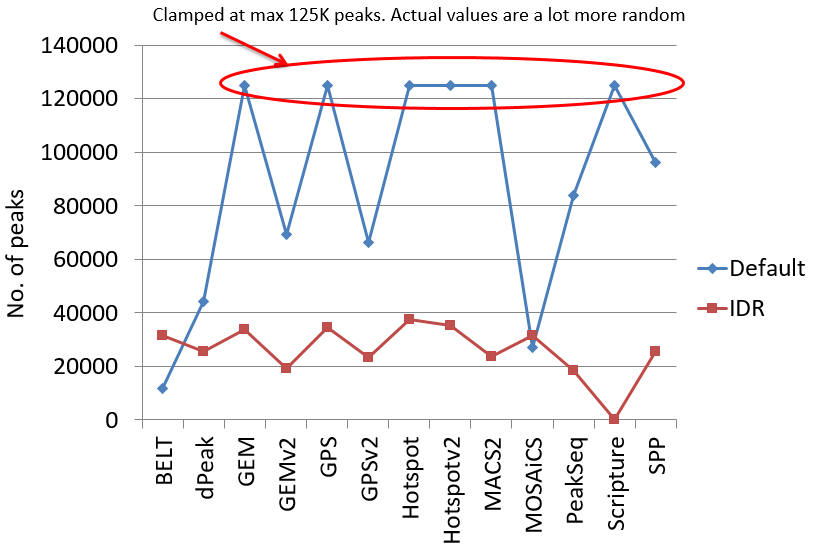 Clamped at max 125K peaks. Actual values are a lot more random
140000
120000
100000
80000
60000
40000
20000
0
No. of peaks
BELT
dPeak
GEM
GEMv2
GPS
GPSv2
Hotspot
Hotspotv2
MACS2
MOSAiCS
PeakSeq
Scripture
SPP
Default
IDR